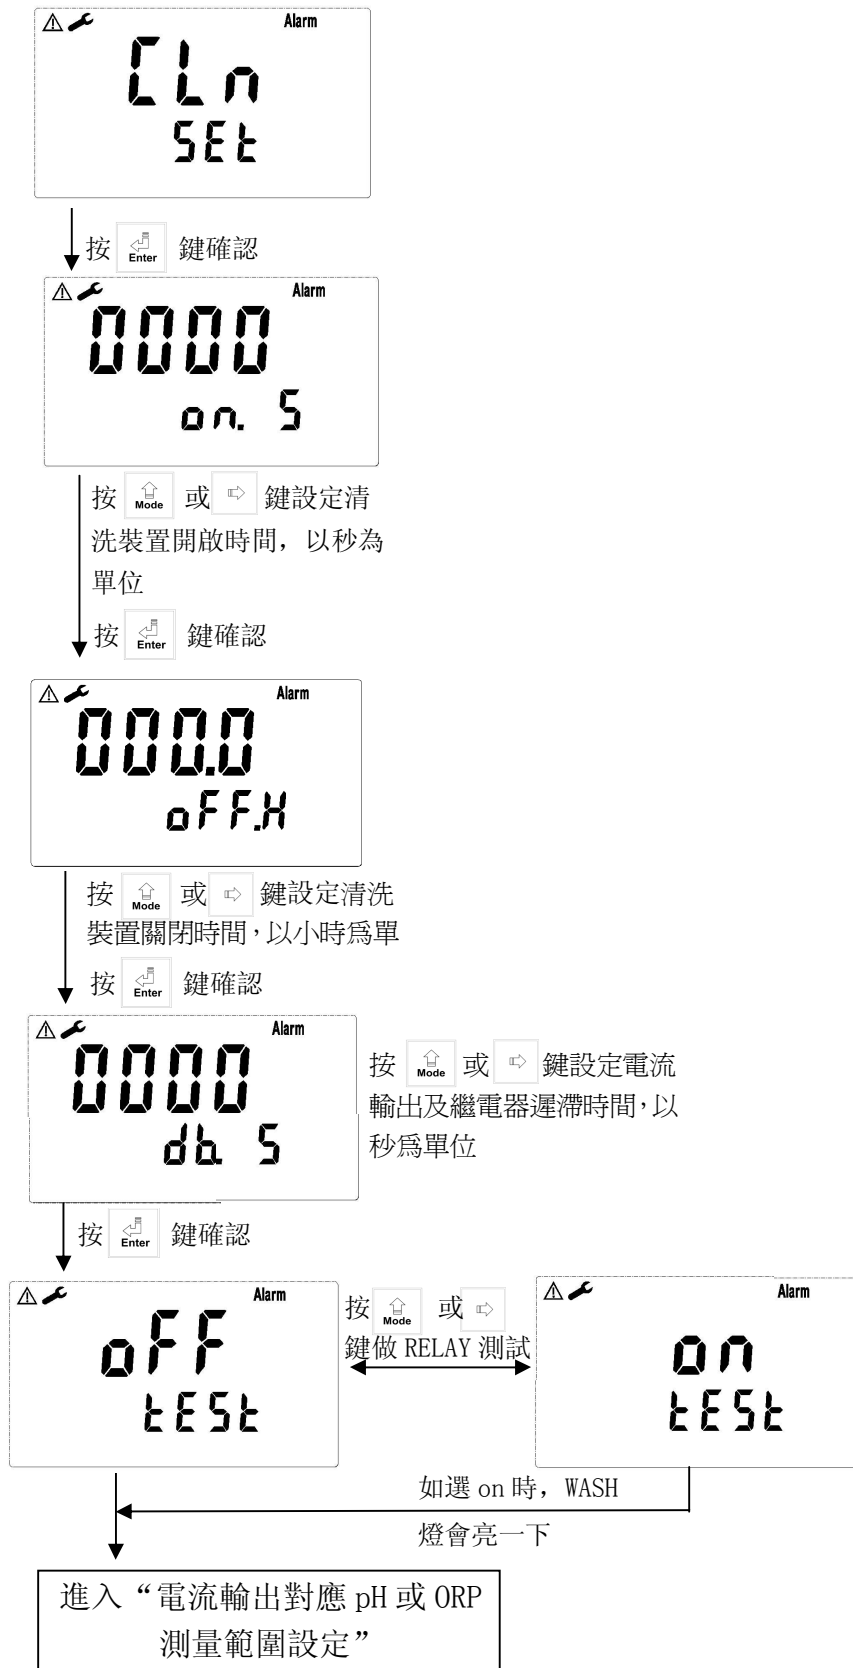 Alarm
CLn
SEt
按 Enter 鍵確認
Alarm
0000
on. S
按 Mode 或 鍵設定清
洗裝置開啟時間，以秒為
單位
按 Enter 鍵確認
Alarm
000.0
oFF.H
按 Mode 或 鍵設定清洗
裝置關閉時間，以小時爲單
按 Enter 鍵確認
Alarm
0000
db. S
按 Mode 或 鍵設定電流
輸出及繼電器遲滯時間，以
秒爲單位
按 Enter 鍵確認
Alarm
oFF
tESt
按 Mode 或
鍵做 RELAY 測試
Alarm
on
tESt
如選 on 時，WASH
燈會亮一下
進入“電流輸出對應 pH 或 ORP
測量範圍設定”